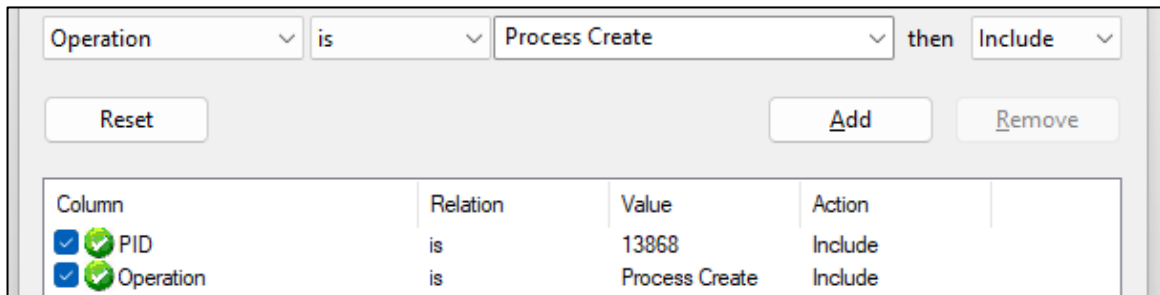 Operation is Process Create then Include
Reset Add Remove
Column Relation Value Action
PID is 13868 Include
Operation is Process Create Include